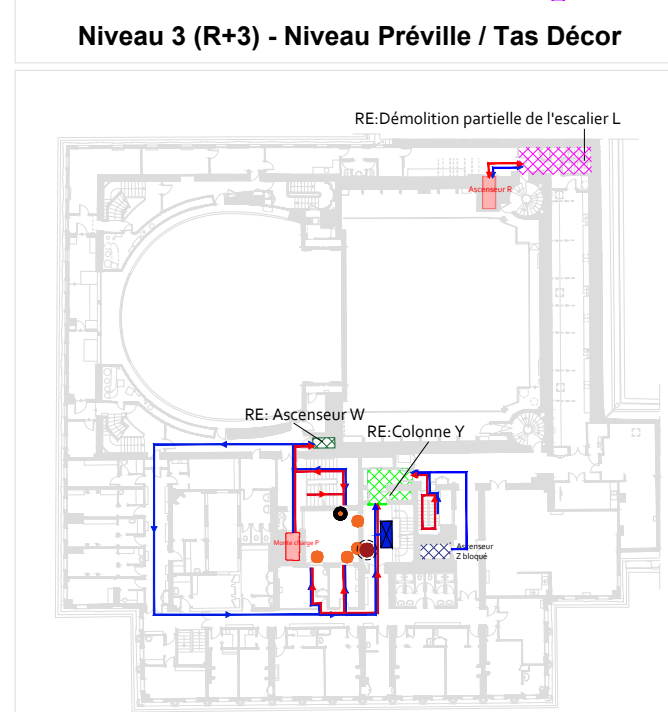 Niveau 3 (R+3) - Niveau Préville / Tas Décor
RE:Démolition partielle de l'escalier L
Ascenseur R
RE: Ascenseur W
RE:Colonne Y
Monte charge P
Ascenseur
Z bloqué